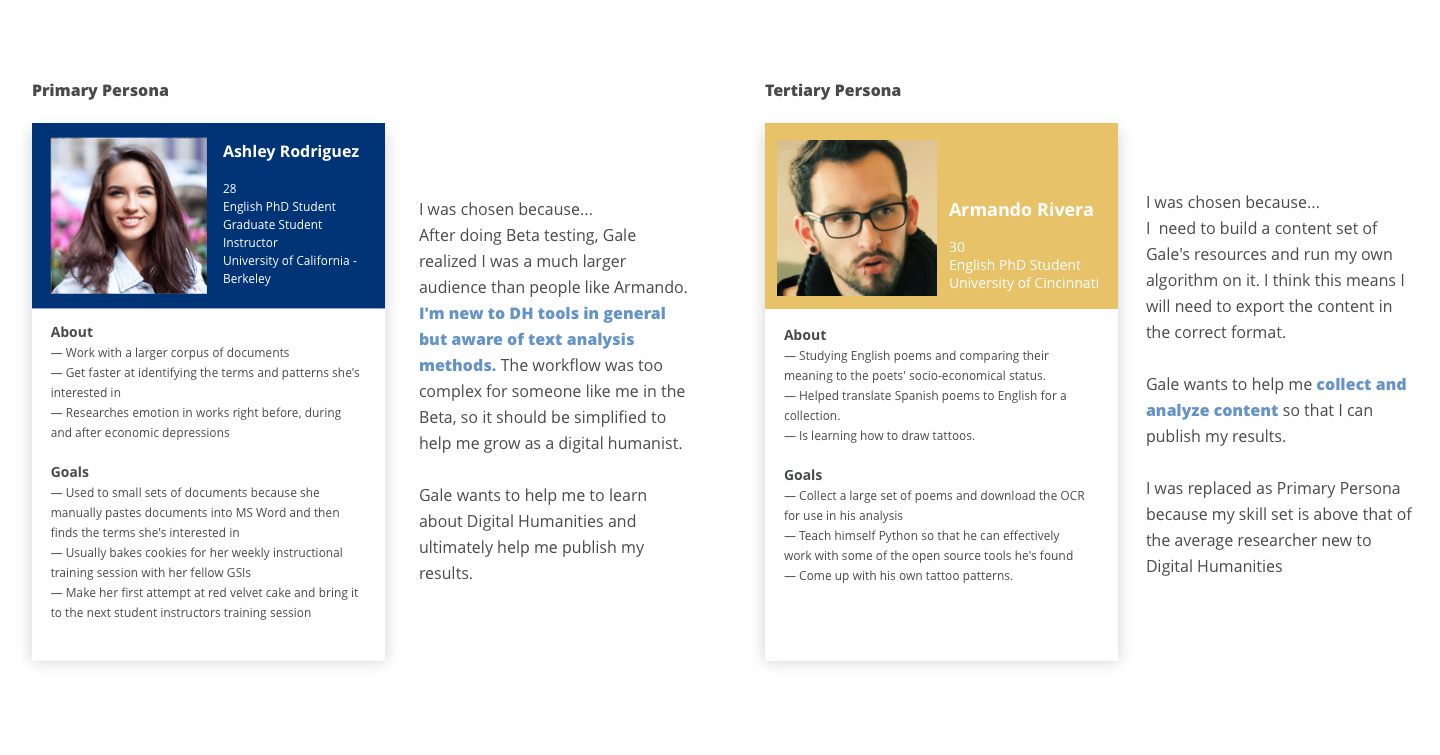 Primary Persona
Ashley Rodriguez
28
English PhD Student
Graduate Student
Instructor
University of California -
Berkeley
About
— Work with a larger corpus of documents
— Get faster at identifying the terms and patterns she's
interested in
— Researches emotion in works right before, during
and after economic depressions
Goals
— Used to small sets of documents because she
manually pastes documents into MS Word and then
finds the terms she's interested in
— Usually bakes cookies for her weekly instructional
training session with her fellow GSIs
— Make her first attempt at red velvet cake and bring it
to the next student instructors training session
I was chosen because...
After doing Beta testing, Gale
realized I was a much larger
audience than people like Armando.
I'm new to DH tools in general
but aware of text analysis
methods. The workflow was too
complex for someone like me in the
Beta, so it should be simplified to
help me grow as a digital humanist.
Gale wants to help me to learn
about Digital Humanities and
ultimately help me publish my
results.
Tertiary Persona
Armando Rivera
30
English PhD Student
University of Cincinnati
About
— Studying English poems and comparing their
meaning to the poets' socio-economical status.
— Helped translate Spanish poems to English for a
collection.
— Is learning how to draw tattoos.
Goals
— Collect a large set of poems and download the OCR
for use in his analysis
— Teach himself Python so that he can effectively
work with some of the open source tools he's found
— Come up with his own tattoo patterns.
I was chosen because...
I  need to build a content set of
Gale's resources and run my own
algorithm on it. I think this means I
will need to export the content in
the correct format.
Gale wants to help me collect and
analyze content so that I can
publish my results.
I was replaced as Primary Persona
because my skill set is above that of
the average researcher new to
Digital Humanities